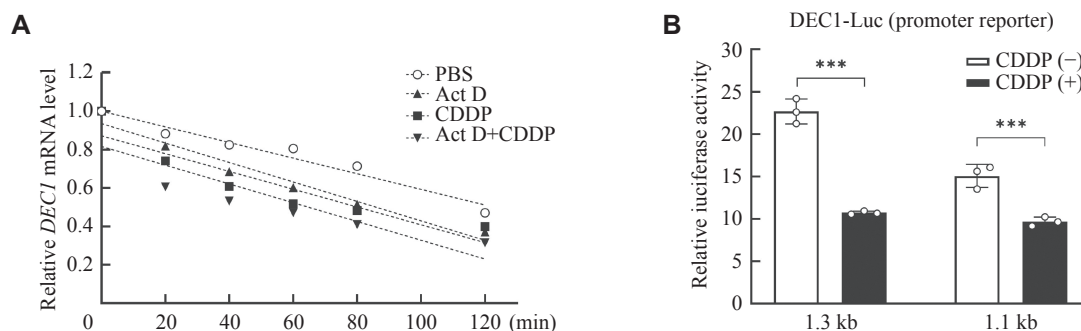 A
Relative DEC1 mRNA level
1.2
1.0
0.8
0.6
0.4
0.2
0 20 40 60 80 100 120 (min)
PBS
Act D
CDDP
Act D+CDDP
B
DEC1-Luc (promoter reporter)
Relative iuciferase activity
30
25
20
15
10
5
0
***
***
CDDP (−)
CDDP (+)
1.3 kb 1.1 kb